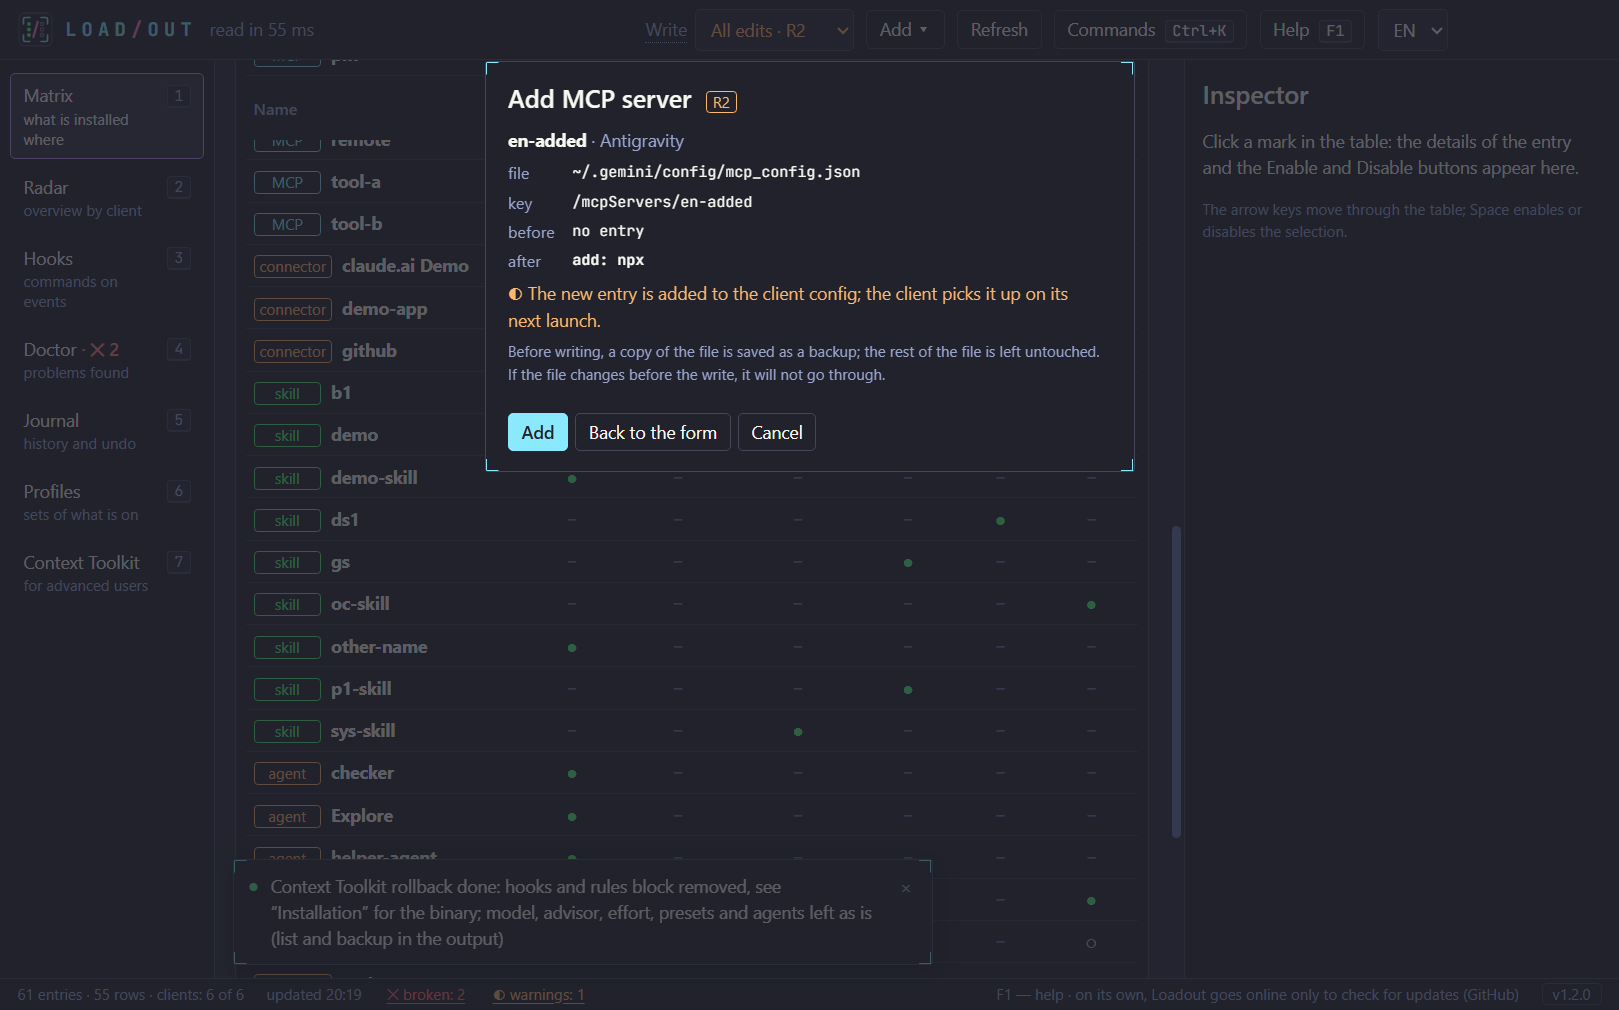 LOAD/OUT read in 55 ms Write All edits · R2 Add ▾ Refresh Commands Ctrl+K Help F1 EN
Matrix 1
what is installed
where
Radar 2
overview by client
Hooks 3
commands on
events
Doctor · ✕ 2 4
problems found
Journal 5
history and undo
Profiles 6
sets of what is on
Context Toolkit 7
for advanced users
Name
MCP remote
MCP tool-a
MCP tool-b
connector claude.ai Demo
connector demo-app
connector github
skill b1
skill demo
skill demo-skill
skill ds1
skill gs
skill oc-skill
skill other-name
skill p1-skill
skill sys-skill
agent checker
agent Explore
agent helper-agent
Add MCP server R2
en-added · Antigravity
file ~/.gemini/config/mcp_config.json
key /mcpServers/en-added
before no entry
after add: npx
◐ The new entry is added to the client config; the client picks it up on its
next launch.
Before writing, a copy of the file is saved as a backup; the rest of the file is left untouched.
If the file changes before the write, it will not go through.
Add Back to the form Cancel
Inspector
Click a mark in the table: the details of the entry
and the Enable and Disable buttons appear here.
The arrow keys move through the table; Space enables or
disables the selection.
Context Toolkit rollback done: hooks and rules block removed, see
“Installation” for the binary; model, advisor, effort, presets and agents left as is
(list and backup in the output)
×
61 entries · 55 rows · clients: 6 of 6 updated 20:19 ✕ broken: 2 ◐ warnings: 1 F1 — help · on its own, Loadout goes online only to check for updates (GitHub) v1.2.0